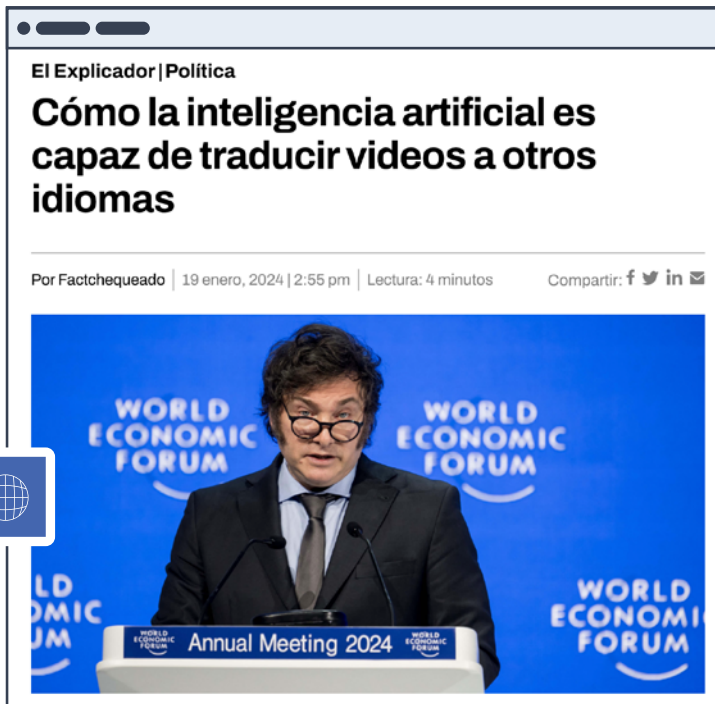 El Explicador|Política
Cómo la inteligencia artificial es
capaz de traducir videos a otros
idiomas
Por Factchequeado | 19 enero, 2024 | 2:55 pm | Lectura: 4 minutos
Compartir:
WORLD
ECONOMIC
FORUM
WORLD
ECONOMIC
FORUM
LD
OMIC
UM
WORLD
ECONOMI
FORUM
WORLD
ECONOMIC
FORUM
Annual Meeting 2024
WORLD
ECONOMIC
FORUM